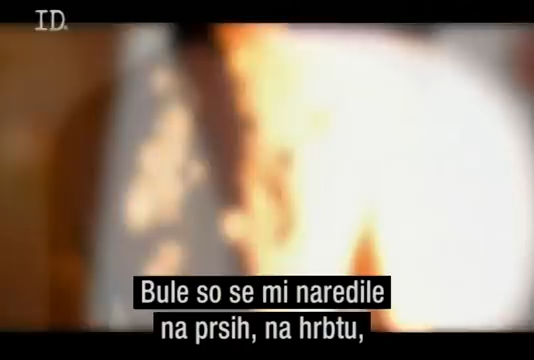 ID.
Bule so se mi naredile
na prsih, na hrbtu,